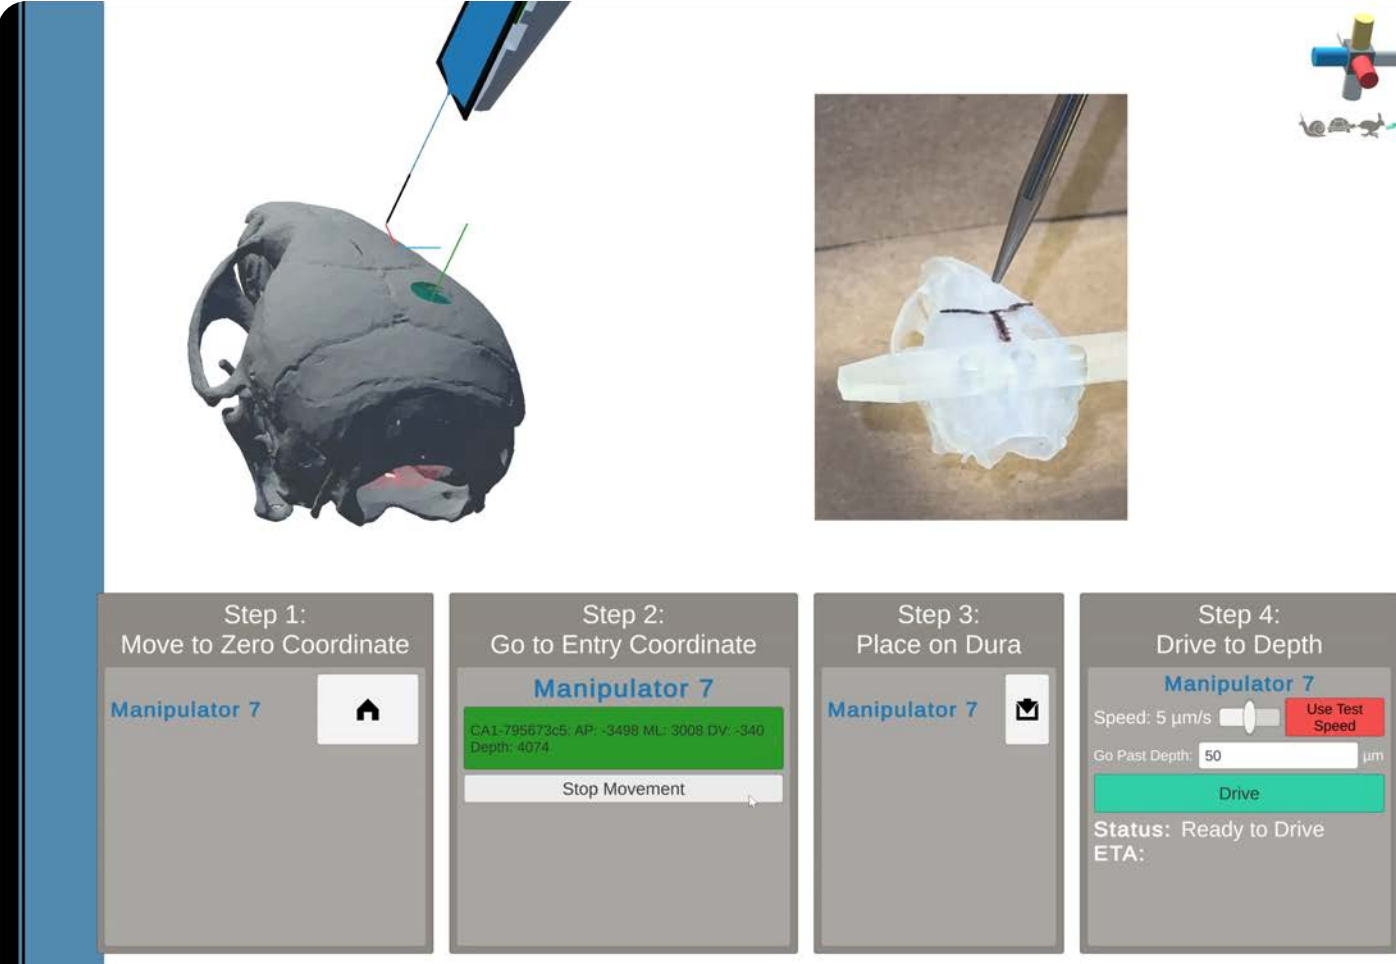 Step 1:
Move to Zero Coordinate
Manipulator 7
Step 2:
Go to Entry Coordinate
Manipulator 7
CA1-795673c5: AP: -3498 ML: 3008 DV: -340
Depth: 4074
Stop Movement
Step 3:
Place on Dura
Manipulator 7
Step 4:
Drive to Depth
Manipulator 7
Speed: 5 µm/s
Use Test
Speed
Go Past Depth: 50 µm
Drive
Status: Ready to Drive
ETA: